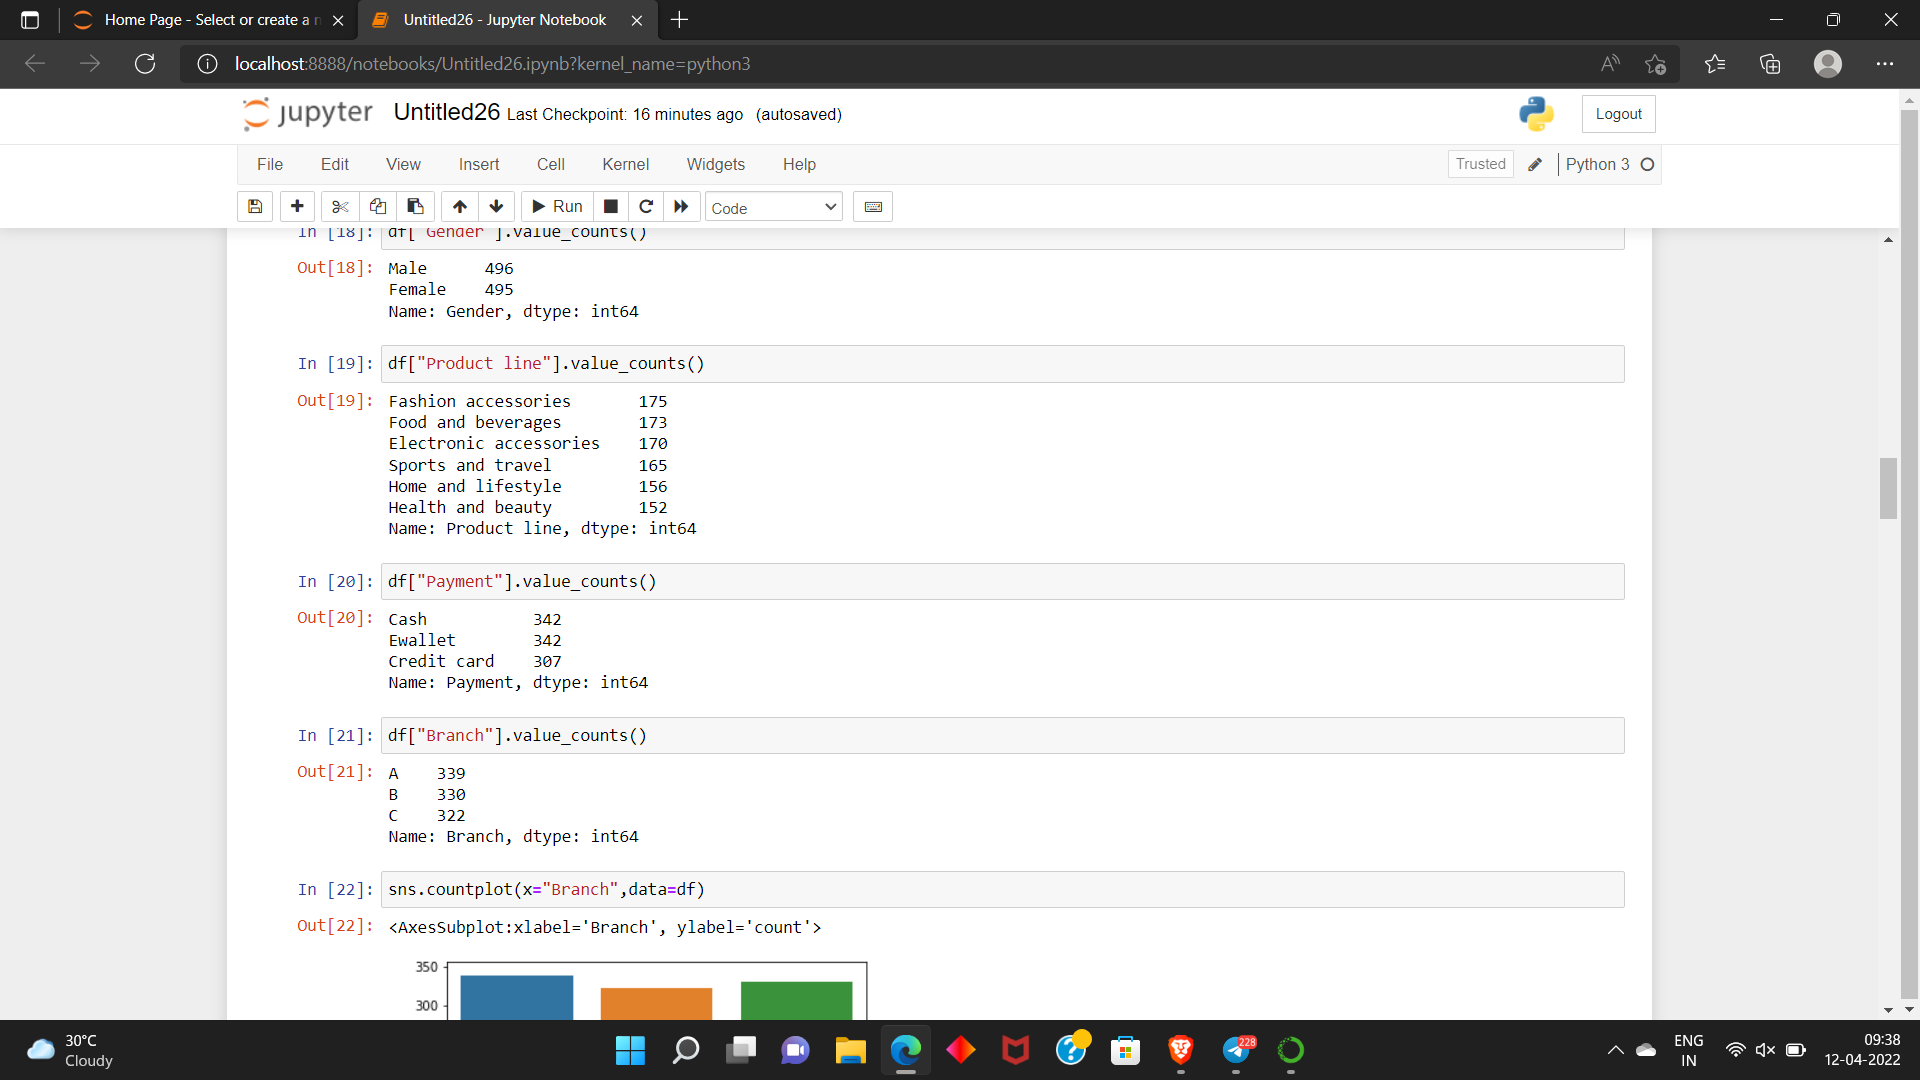 Home Page - Select or create a n
Untitled26 - Jupyter Notebook
localhost:8888/notebooks/Untitled26.ipynb?kernel_name=python3
jupyter Untitled26 Last Checkpoint: 16 minutes ago (autosaved)
Logout
File Edit View Insert Cell Kernel Widgets Help
Trusted Python 3
Run Code
In [18]: df["Gender"].value_counts()
Out[18]: Male 496
Female 495
Name: Gender, dtype: int64
In [19]: df["Product line"].value_counts()
Out[19]: Fashion accessories 175
Food and beverages 173
Electronic accessories 170
Sports and travel 165
Home and lifestyle 156
Health and beauty 152
Name: Product line, dtype: int64
In [20]: df["Payment"].value_counts()
Out[20]: Cash 342
Ewallet 342
Credit card 307
Name: Payment, dtype: int64
In [21]: df["Branch"].value_counts()
Out[21]: A 339
B 330
C 322
Name: Branch, dtype: int64
In [22]: sns.countplot(x="Branch",data=df)
Out[22]: <AxesSubplot:xlabel='Branch', ylabel='count'>
350
300
30°C
Cloudy
228
ENG
IN
09:38
12-04-2022